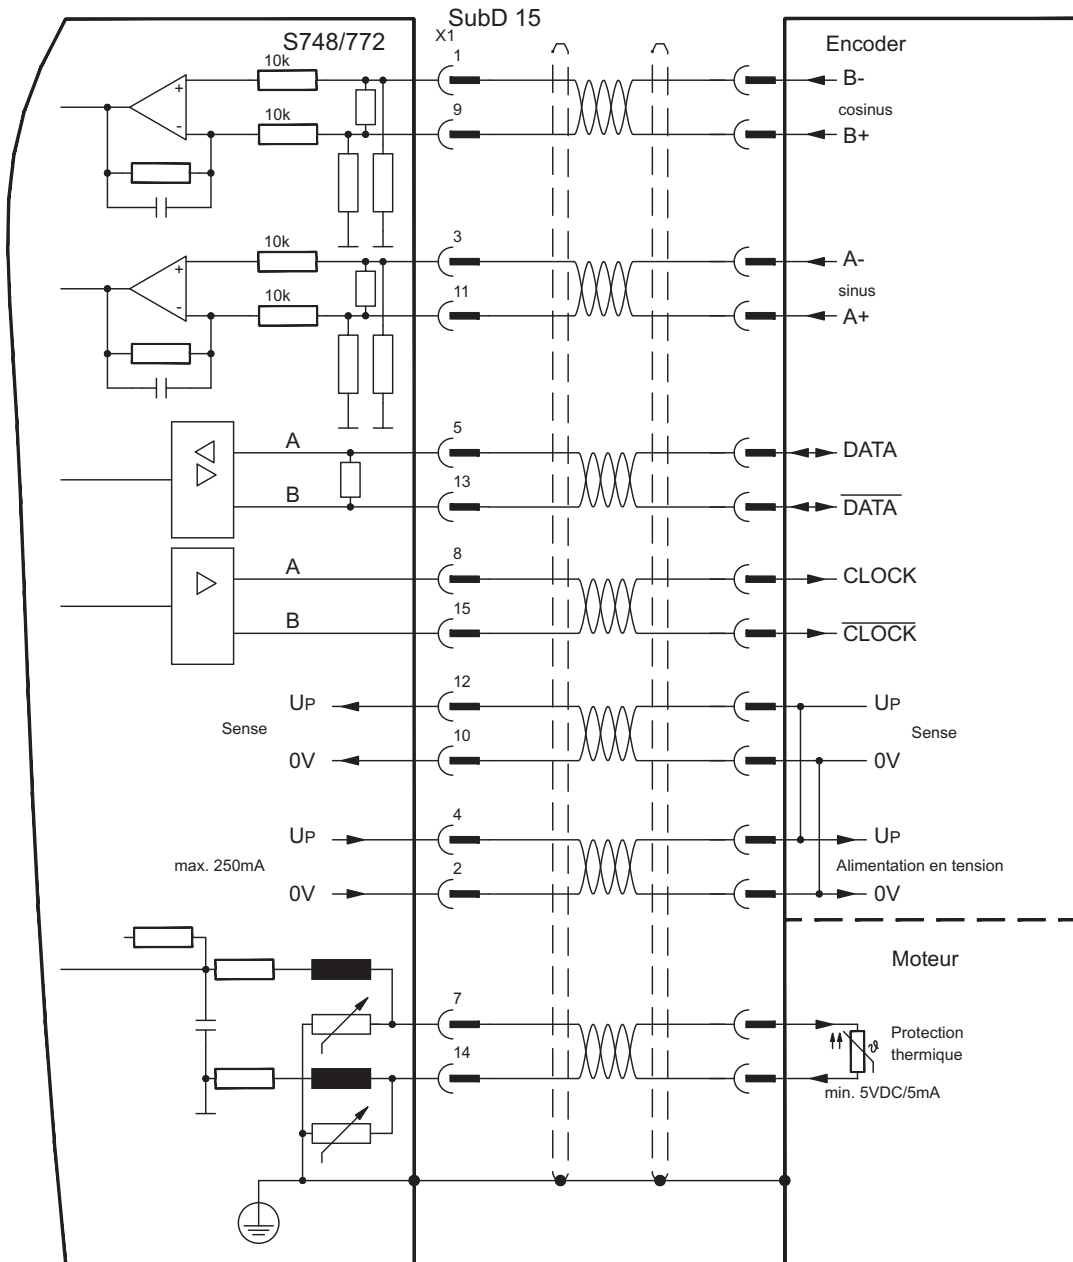 SubD 15
S748/772
X1
Encoder
10k
1
B-
cosinus
10k
9
B+
+
-
10k
3
A-
sinus
10k
11
A+
+
-
A
5
DATA
B
13
DATA
A
8
CLOCK
B
15
CLOCK
UP
12
UP
Sense
Sense
0V
10
0V
UP
4
UP
max. 250mA
Alimentation en tension
0V
2
0V
Moteur
7
Protection
thermique
ϑ
14
min. 5VDC/5mA